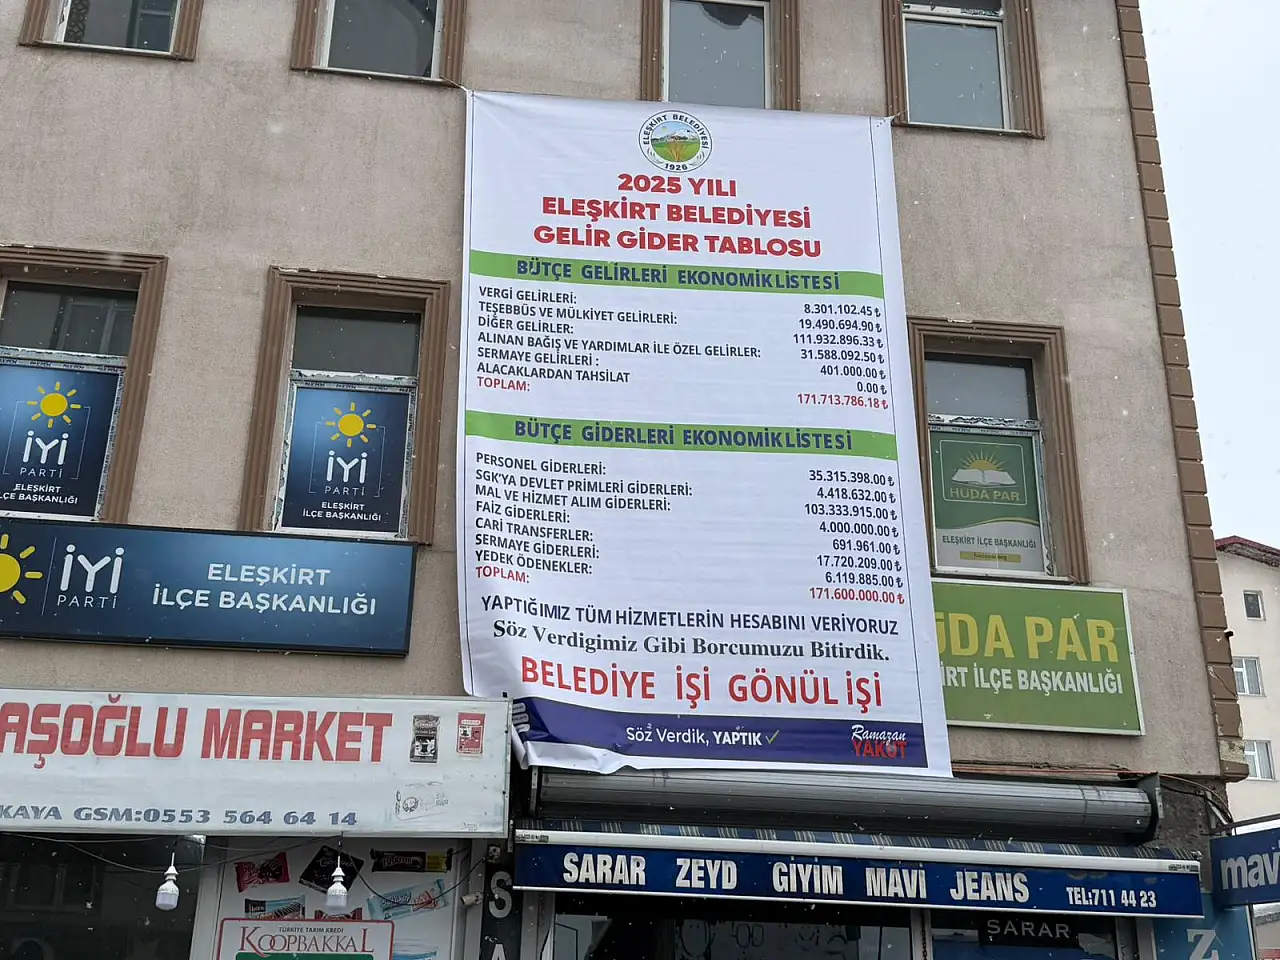 ELEŞKİRT BELEDİYESİ
1926
2025 YILI
ELEŞKİRT BELEDİYESİ
GELİR GİDER TABLOSU
BÜTÇE GELİRLERİ EKONOMİK LİSTESİ
VERGİ GELİRLERİ: 8.301.102.45₺
TEŞEBBÜS VE MÜLKİYET GELİRLERİ: 19.490.694.90₺
DİĞER GELİRLER: 111.932.896.33₺
ALINAN BAĞIŞ VE YARDIMLAR İLE ÖZEL GELİRLER: 31.588.092.50₺
SERMAYE GELİRLERİ : 401.000.00₺
ALACAKLARDAN TAHSİLAT 0.00₺
TOPLAM: 171.713.786.18₺
BÜTÇE GİDERLERİ EKONOMİK LİSTESİ
PERSONEL GİDERLERİ: 35.315.398.00₺
SGK'YA DEVLET PRİMLERİ GİDERLERİ: 4.418.632.00₺
MAL VE HİZMET ALIM GİDERLERİ: 103.333.915.00₺
FAİZ GİDERLERİ: 4.000.000.00₺
CARİ TRANSFERLER: 691.961.00₺
SERMAYE GİDERLERİ: 17.720.209.00₺
YEDEK ÖDENEKLER: 6.119.885.00₺
TOPLAM: 171.600.000.00₺
YAPTIĞIMIZ TÜM HİZMETLERİN HESABINI VERİYORUZ
Söz Verdigimiz Gibi Borcumuzu Bitirdik.
BELEDİYE İŞİ GÖNÜL İŞİ
Söz Verdik, YAPTIK ✓
Ramazan
YAKUT
İYİ
PARTİ
ELEŞKİRT
İLÇE BAŞKANLIĞI
İYİ
PARTİ
ELEŞKİRT
İLÇE BAŞKANLIĞI
İYİ
PARTİ
ELEŞKİRT
İLÇE BAŞKANLIĞI
HÜDA PAR
ELEŞKİRT İLÇE BAŞKANLIĞI
ÜDA PAR
İRT İLÇE BAŞKANLIĞI
AŞOĞLU MARKET
KAYA GSM:0553 564 64 14
TÜRKİYE TARIM KREDİ
KOOPBAKKAL
SARAR ZEYD GİYİM MAVİ JEANS TEL:711 44 23
SARAR
mavi
S
A
Z